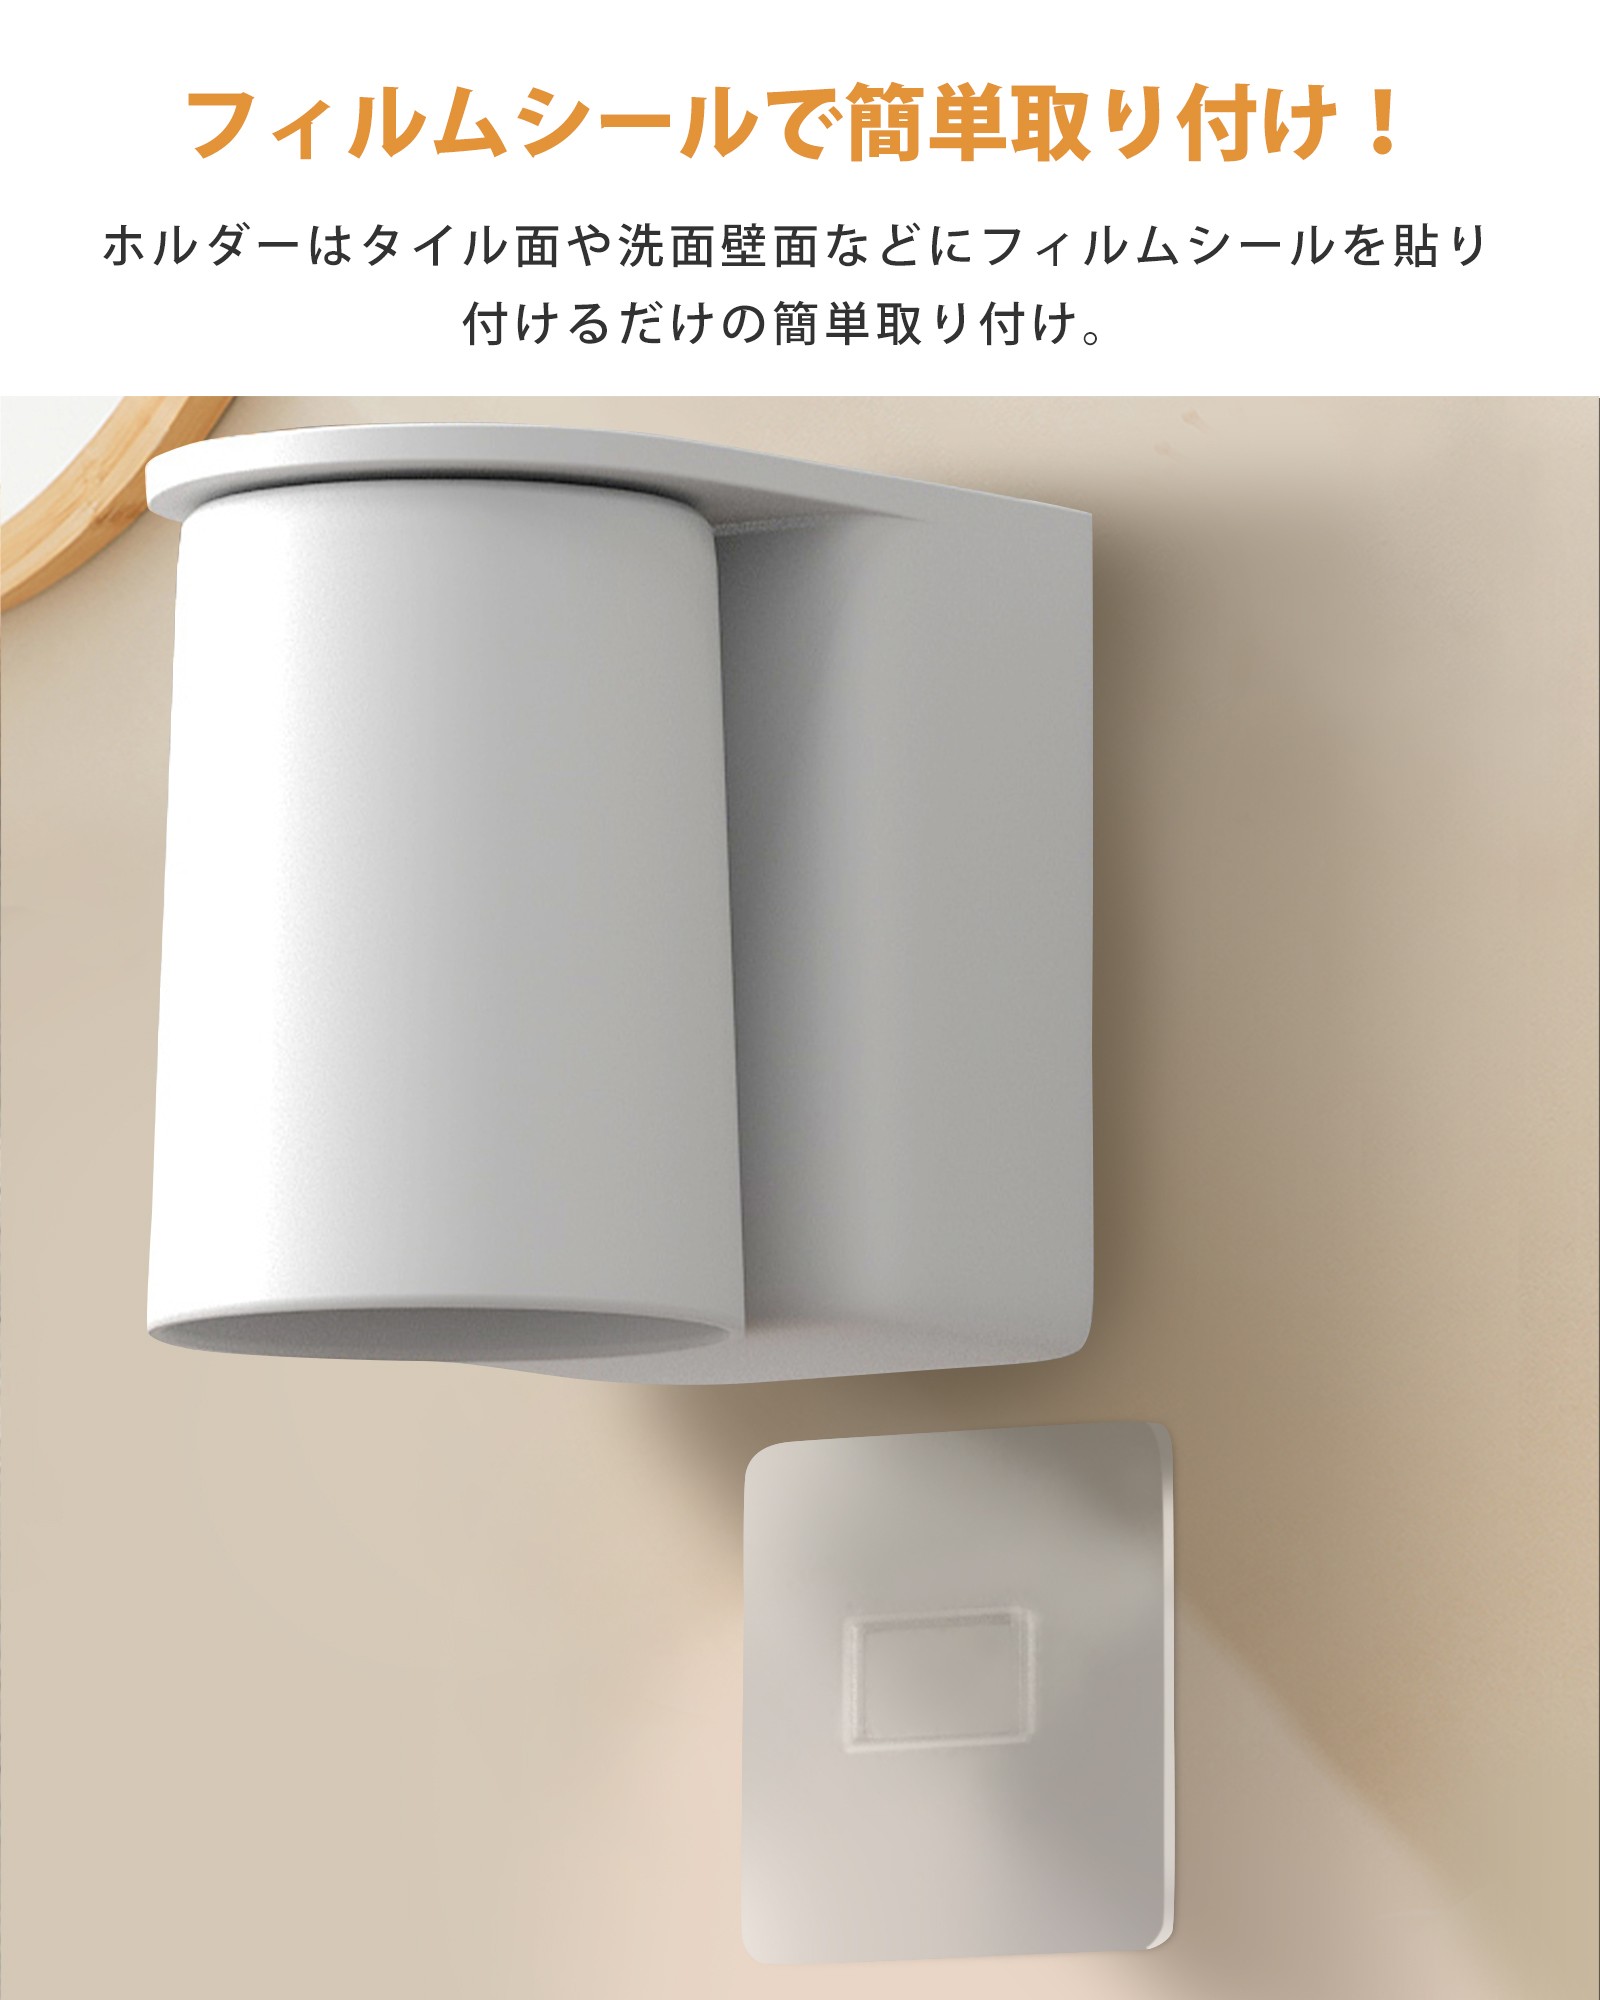 フィルムシールで簡単取り付け！
ホルダーはタイル面や洗面壁面などにフィルムシールを貼り
付けるだけの簡単取り付け。